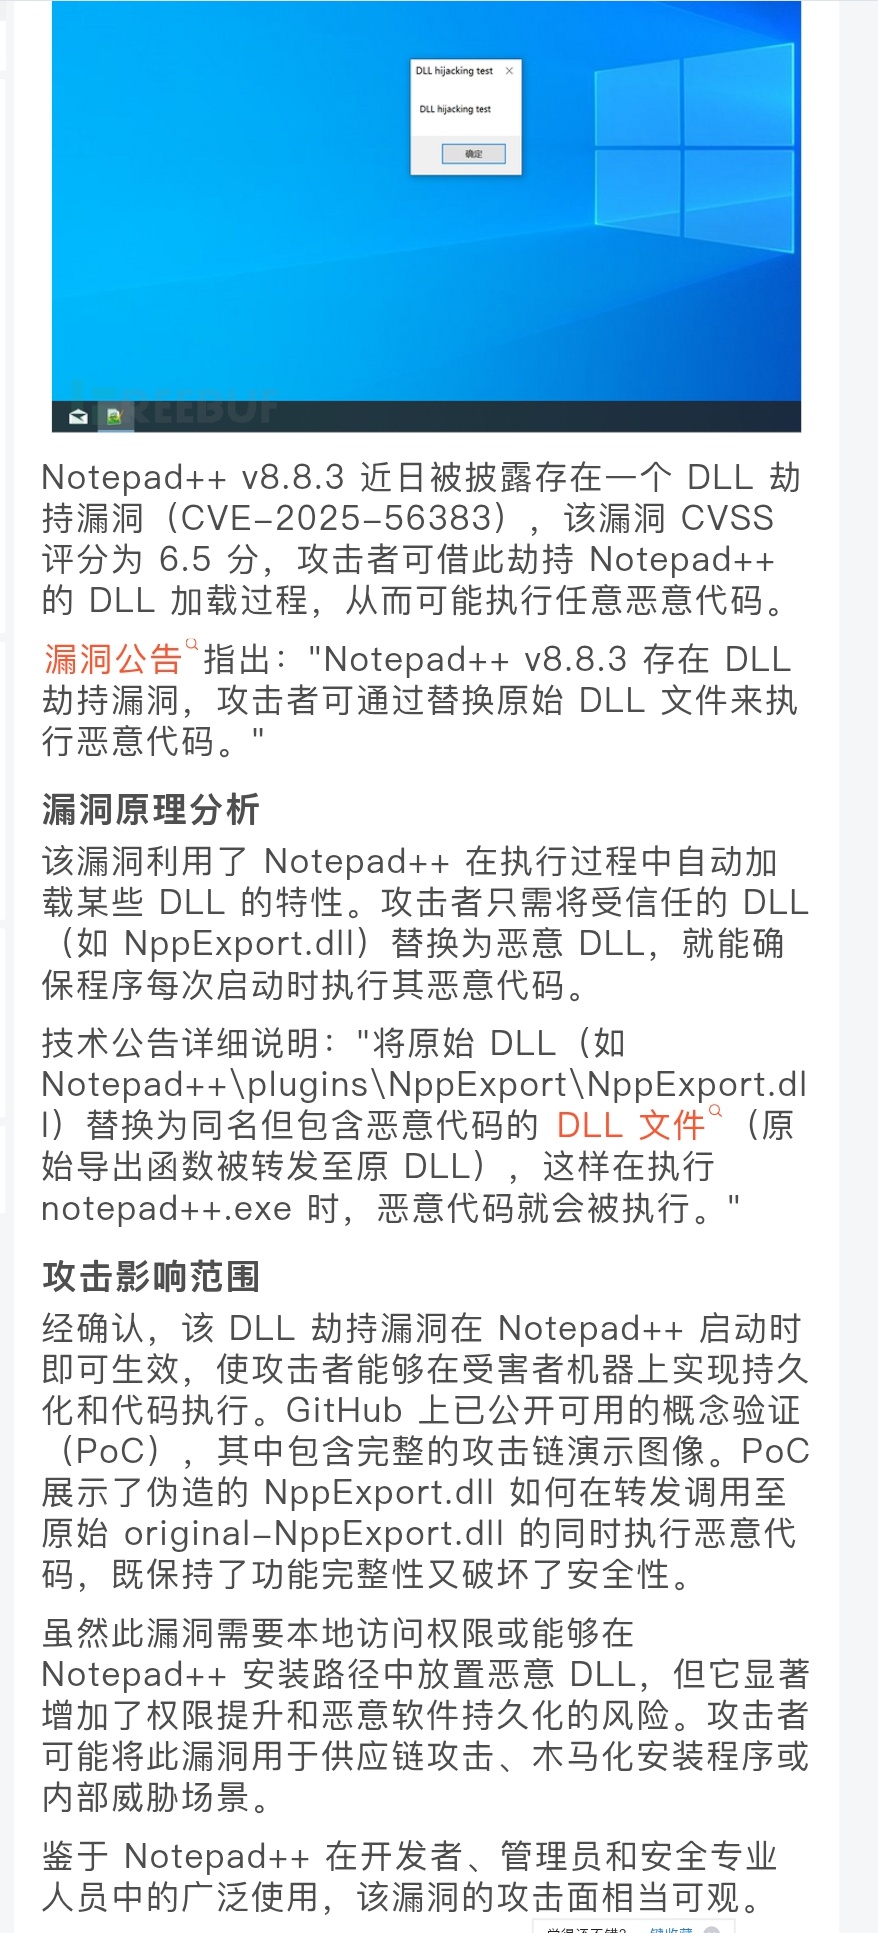 DLL hijacking test
DLL hijacking test
确定
REEBUF
Notepad++ v8.8.3 近日被披露存在一个 DLL 劫
持漏洞（CVE-2025-56383），该漏洞 CVSS
评分为 6.5 分，攻击者可借此劫持 Notepad++
的 DLL 加载过程，从而可能执行任意恶意代码。
漏洞公告指出："Notepad++ v8.8.3 存在 DLL
劫持漏洞，攻击者可通过替换原始 DLL 文件来执
行恶意代码。"
漏洞原理分析
该漏洞利用了 Notepad++ 在执行过程中自动加
载某些 DLL 的特性。攻击者只需将受信任的 DLL
（如 NppExport.dll）替换为恶意 DLL，就能确
保程序每次启动时执行其恶意代码。
技术公告详细说明："将原始 DLL（如
Notepad++\plugins\NppExport\NppExport.dl
l）替换为同名但包含恶意代码的 DLL 文件（原
始导出函数被转发至原 DLL），这样在执行
notepad++.exe 时，恶意代码就会被执行。"
攻击影响范围
经确认，该 DLL 劫持漏洞在 Notepad++ 启动时
即可生效，使攻击者能够在受害者机器上实现持久
化和代码执行。GitHub 上已公开可用的概念验证
（PoC），其中包含完整的攻击链演示图像。PoC
展示了伪造的 NppExport.dll 如何在转发调用至
原始 original-NppExport.dll 的同时执行恶意代
码，既保持了功能完整性又破坏了安全性。
虽然此漏洞需要本地访问权限或能够在
Notepad++ 安装路径中放置恶意 DLL，但它显著
增加了权限提升和恶意软件持久化的风险。攻击者
可能将此漏洞用于供应链攻击、木马化安装程序或
内部威胁场景。
鉴于 Notepad++ 在开发者、管理员和安全专业
人员中的广泛使用，该漏洞的攻击面相当可观。